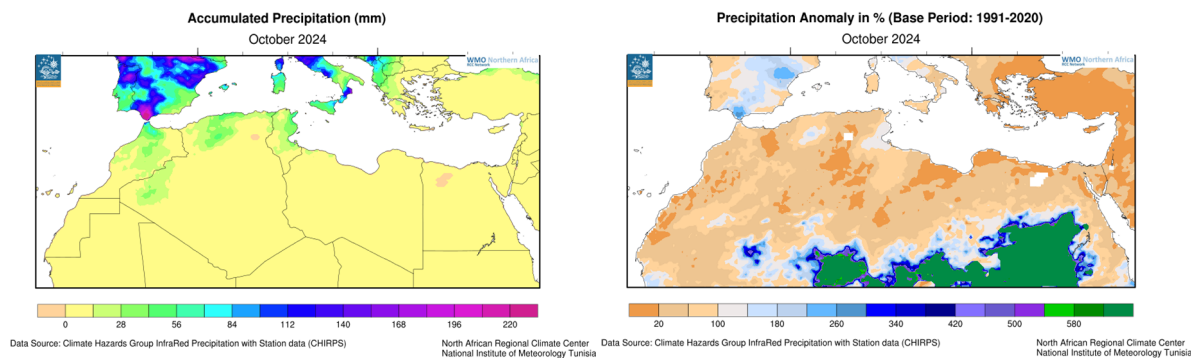 Accumulated Precipitation (mm)
October 2024
WMO Northern Africa
RCC Network
0 28 56 84 112 140 168 196 220
Data Source: Climate Hazards Group InfraRed Precipitation with Station data (CHIRPS)
North African Regional Climate Center
National Institute of Meteorology Tunisia
Precipitation Anomaly in % (Base Period: 1991-2020)
October 2024
WMO Northern Africa
RCC Network
20 100 180 260 340 420 500 580
Data Source: Climate Hazards Group InfraRed Precipitation with Station data (CHIRPS)
North African Regional Climate Center
National Institute of Meteorology Tunisia